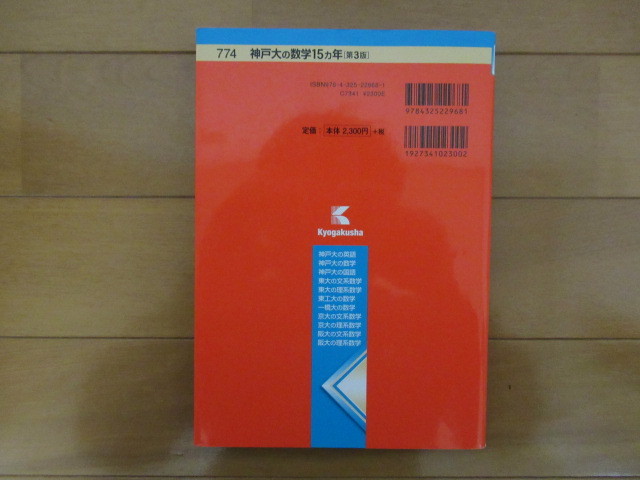 774 神戸大の数学15カ年[第3版]
ISBN978-4-325-22968-1
C7341 ¥2300E
9784325229681
定価:本体 2,300円+税
1927341023002
K
Kyogakusha
神戸大の英語
神戸大の数学
神戸大の国語
東大の文系数学
東大の理系数学
東工大の数学
一橋大の数学
京大の文系数学
京大の理系数学
阪大の文系数学
阪大の理系数学